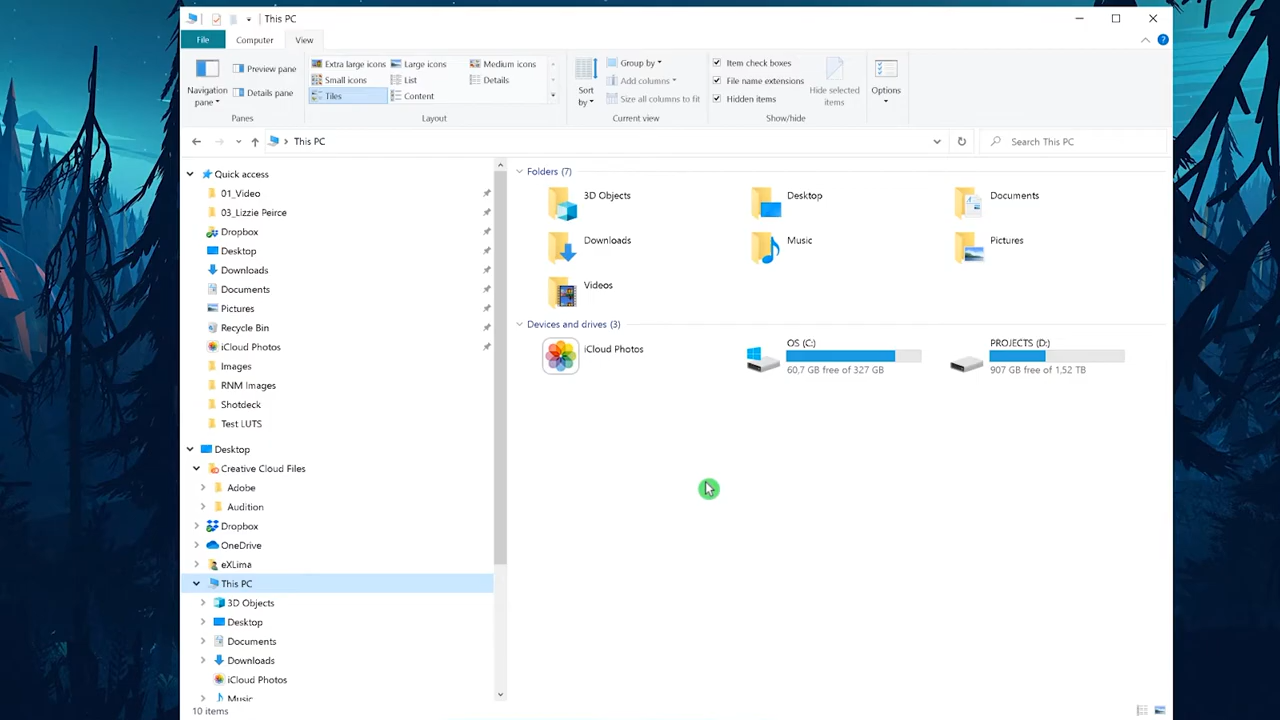 This PC
File Computer View
Navigation pane
Preview pane
Details pane
Panes
Extra large icons Large icons Medium icons
Small icons List Details
Tiles Content
Layout
Sort by
Group by
Add columns
Size all columns to fit
Current view
Item check boxes
File name extensions
Hidden items
Hide selected items
Show/hide
Options
This PC
Search This PC
Quick access
01_Video
03_Lizzie Peirce
Dropbox
Desktop
Downloads
Documents
Pictures
Recycle Bin
iCloud Photos
Images
RNM Images
Shotdeck
Test LUTS
Desktop
Creative Cloud Files
Adobe
Audition
Dropbox
OneDrive
eXLima
This PC
3D Objects
Desktop
Documents
Downloads
iCloud Photos
Music
Folders (7)
3D Objects Desktop Documents
Downloads Music Pictures
Videos
Devices and drives (3)
iCloud Photos
OS (C:)
60,7 GB free of 327 GB
PROJECTS (D:)
907 GB free of 1,52 TB
10 items